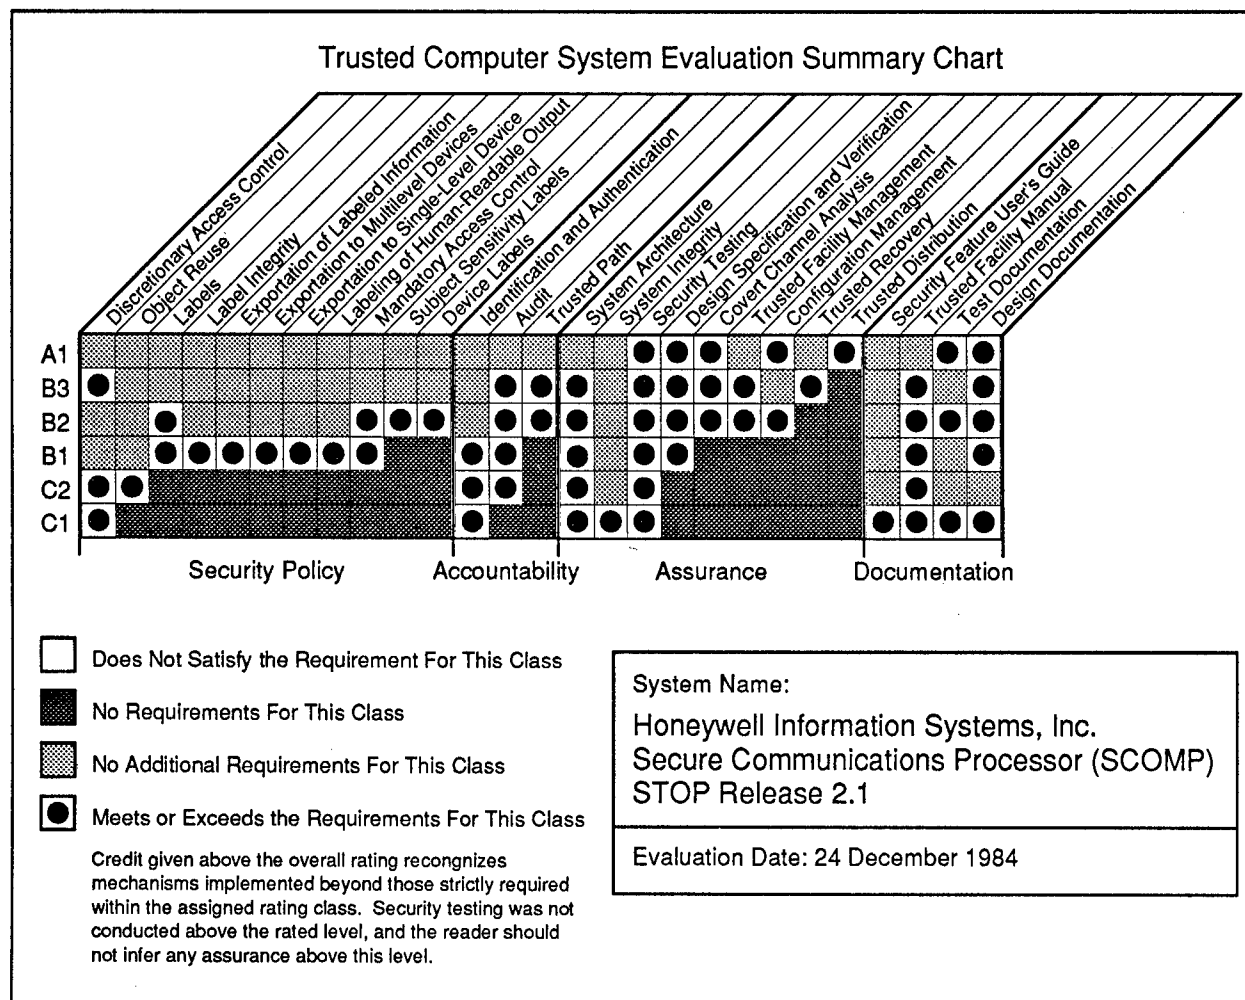 Trusted Computer System Evaluation Summary Chart
Discretionary Access Control
Object Reuse
Labels
Label Integrity
Exportation of Labeled Information
Exportation to Multilevel Devices
Exportation to Single-Level Device
Labeling of Human-Readable Output
Mandatory Access Control
Subject Sensitivity Labels
Device Labels
Identification and Authentication
Audit
Trusted Path
System Architecture
System Integrity
Security Testing
Design Specification and Verification
Covert Channel Analysis
Trusted Facility Management
Configuration Management
Trusted Recovery
Trusted Distribution
Security Feature User's Guide
Trusted Facility Manual
Test Documentation
Design Documentation
A1
B3
B2
B1
C2
C1
Security Policy
Accountability
Assurance
Documentation
Does Not Satisfy the Requirement For This Class
No Requirements For This Class
No Additional Requirements For This Class
Meets or Exceeds the Requirements For This Class
Credit given above the overall rating recongnizes
mechanisms implemented beyond those strictly required
within the assigned rating class. Security testing was not
conducted above the rated level, and the reader should
not infer any assurance above this level.
System Name:
Honeywell Information Systems, Inc.
Secure Communications Processor (SCOMP)
STOP Release 2.1
Evaluation Date: 24 December 1984